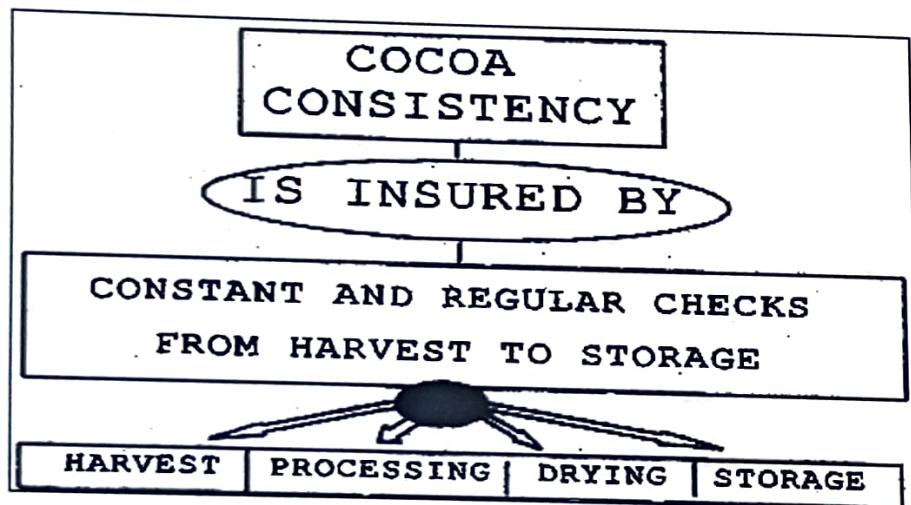 COCOA
CONSISTENCY
IS INSURED BY
CONSTANT AND REGULAR CHECKS
FROM HARVEST TO STORAGE
HARVEST PROCESSING DRYING STORAGE